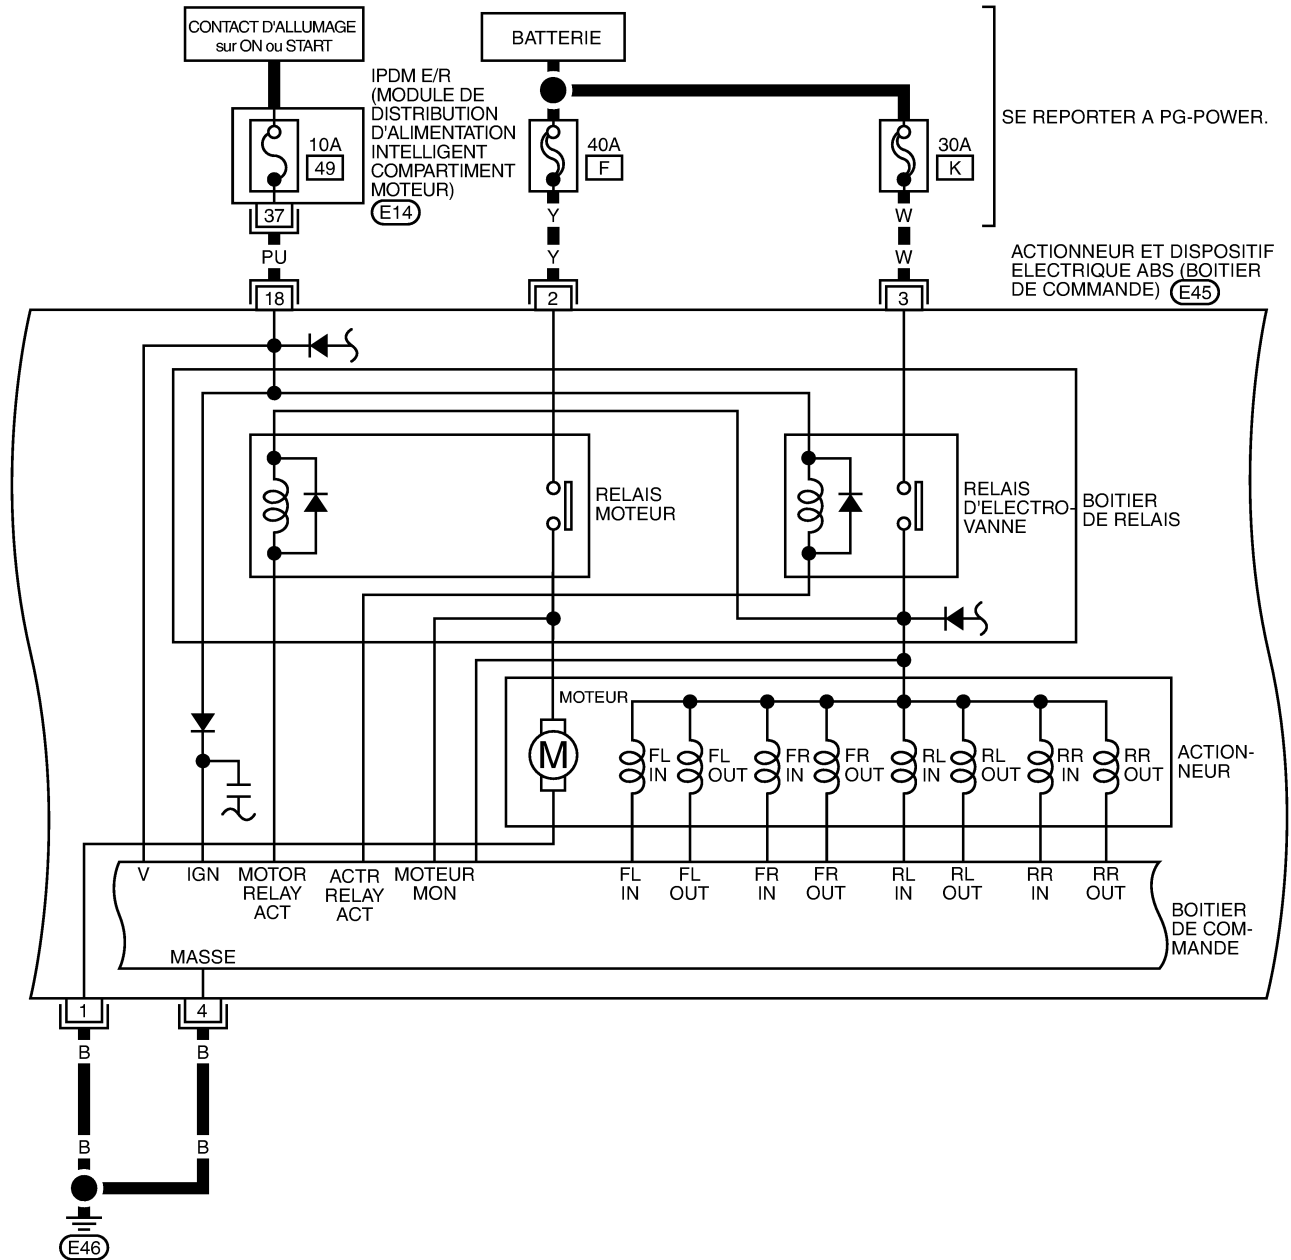 CONTACT D'ALLUMAGE
sur ON ou START
BATTERIE
IPDM E/R
(MODULE DE
DISTRIBUTION
D'ALIMENTATION
INTELLIGENT
COMPARTIMENT
MOTEUR)
E14
10A
49
40A
F
30A
K
SE REPORTER A PG-POWER.
37
PU
Y
Y
W
W
ACTIONNEUR ET DISPOSITIF
ELECTRIQUE ABS (BOITIER
DE COMMANDE)
E45
18
2
3
RELAIS
MOTEUR
RELAIS
D'ELECTRO-
VANNE
BOITIER
DE RELAIS
MOTEUR
M
FL
IN
FL
OUT
FR
IN
FR
OUT
RL
IN
RL
OUT
RR
IN
RR
OUT
ACTION-
NEUR
V
IGN
MOTOR
RELAY
ACT
ACTR
RELAY
ACT
MOTEUR
MON
FL
IN
FL
OUT
FR
IN
FR
OUT
RL
IN
RL
OUT
RR
IN
RR
OUT
BOITIER
DE COM-
MANDE
MASSE
1
4
B
B
B
B
E46